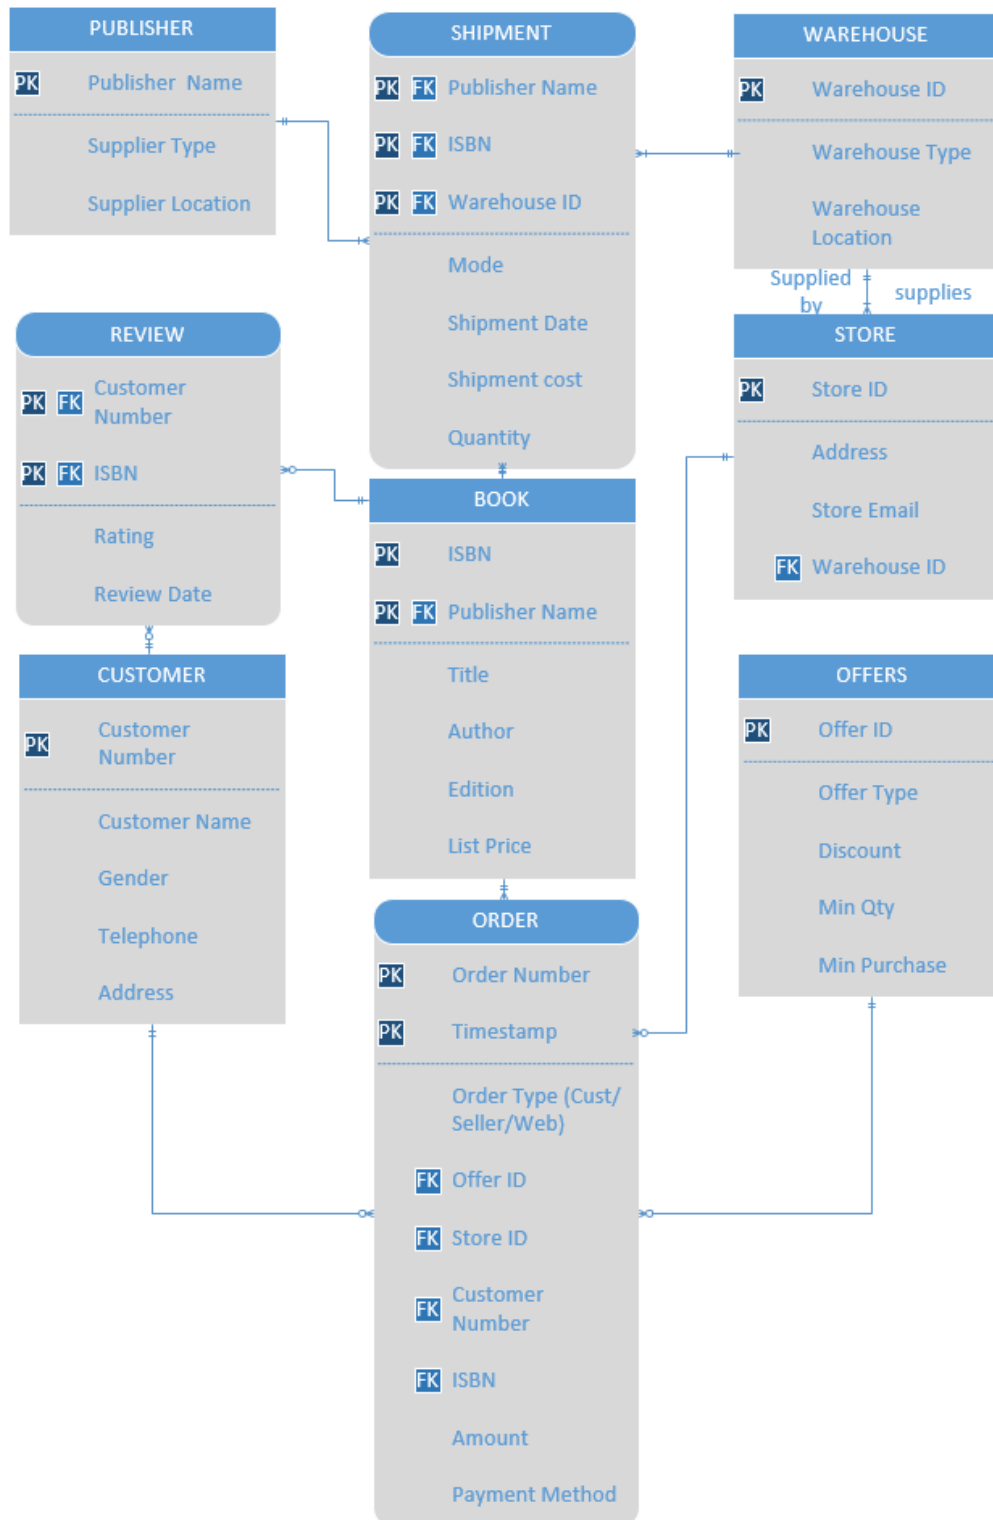 PUBLISHER
PK Publisher Name
Supplier Type
Supplier Location
SHIPMENT
PK FK Publisher Name
PK FK ISBN
PK FK Warehouse ID
Mode
Shipment Date
Shipment cost
Quantity
WAREHOUSE
PK Warehouse ID
Warehouse Type
Warehouse
Location
Supplied
by
supplies
REVIEW
PK FK Customer
Number
PK FK ISBN
Rating
Review Date
STORE
PK Store ID
Address
Store Email
FK Warehouse ID
BOOK
PK ISBN
PK FK Publisher Name
Title
Author
Edition
List Price
CUSTOMER
PK Customer
Number
Customer Name
Gender
Telephone
Address
OFFERS
PK Offer ID
Offer Type
Discount
Min Qty
Min Purchase
ORDER
PK Order Number
PK Timestamp
Order Type (Cust/
Seller/Web)
FK Offer ID
FK Store ID
FK Customer
Number
FK ISBN
Amount
Payment Method